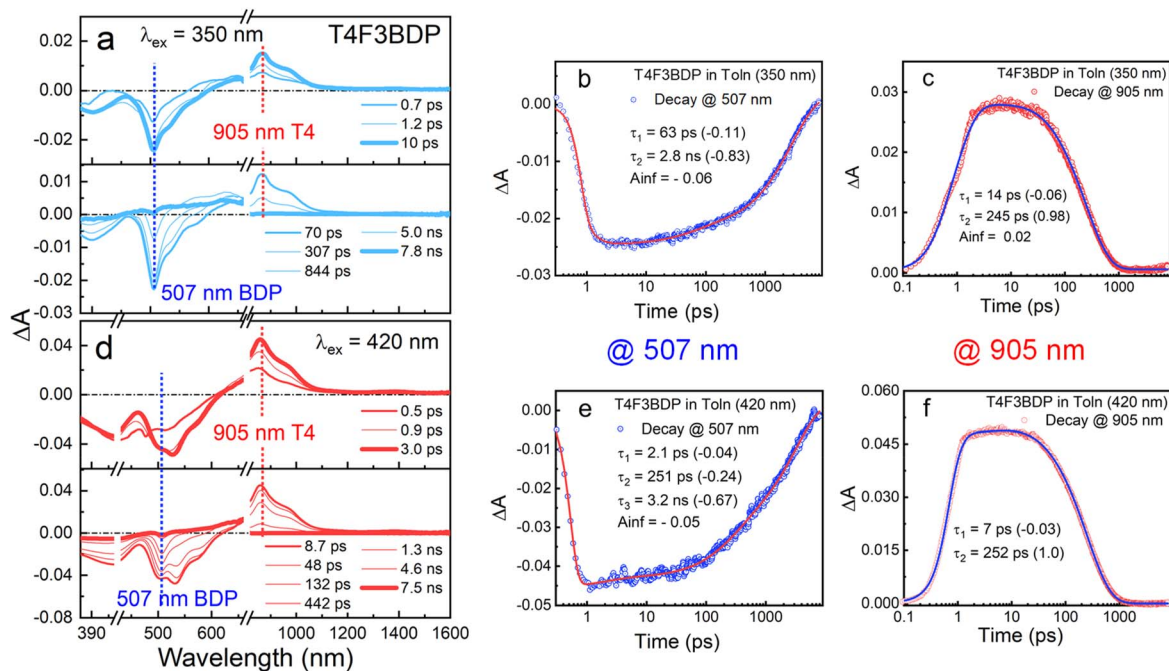 a
λex = 350 nm
T4F3BDP
0.02
0.00
-0.02
905 nm T4
0.7 ps
1.2 ps
10 ps
0.01
0.00
-0.01
-0.02
-0.03
70 ps
307 ps
844 ps
5.0 ns
7.8 ns
507 nm BDP
ΔA
d
λex = 420 nm
0.04
0.00
-0.04
905 nm T4
0.5 ps
0.9 ps
3.0 ps
0.04
0.00
-0.04
-0.08
8.7 ps
48 ps
132 ps
442 ps
1.3 ns
4.6 ns
7.5 ns
507 nm BDP
390 500 600 1000 1200 1400 1600
Wavelength (nm)
b
T4F3BDP in Toln (350 nm)
Decay @ 507 nm
τ1 = 63 ps (-0.11)
τ2 = 2.8 ns (-0.83)
Ainf = - 0.06
0.00
-0.01
-0.02
-0.03
ΔA
1 10 100 1000
Time (ps)
c
T4F3BDP in Toln (350 nm)
Decay @ 905 nm
τ1 = 14 ps (-0.06)
τ2 = 245 ps (0.98)
Ainf = 0.02
0.03
0.02
0.01
0.00
ΔA
0.1 1 10 100 1000
Time (ps)
@ 507 nm
@ 905 nm
e
T4F3BDP in Toln (420 nm)
Decay @ 507 nm
τ1 = 2.1 ps (-0.04)
τ2 = 251 ps (-0.24)
τ3 = 3.2 ns (-0.67)
Ainf = - 0.05
0.00
-0.01
-0.02
-0.03
-0.04
-0.05
ΔA
1 10 100 1000
Time (ps)
f
T4F3BDP in Toln (420 nm)
Decay @ 905 nm
τ1 = 7 ps (-0.03)
τ2 = 252 ps (1.0)
0.060
0.045
0.030
0.015
0.000
ΔA
0.1 1 10 100 1000
Time (ps)